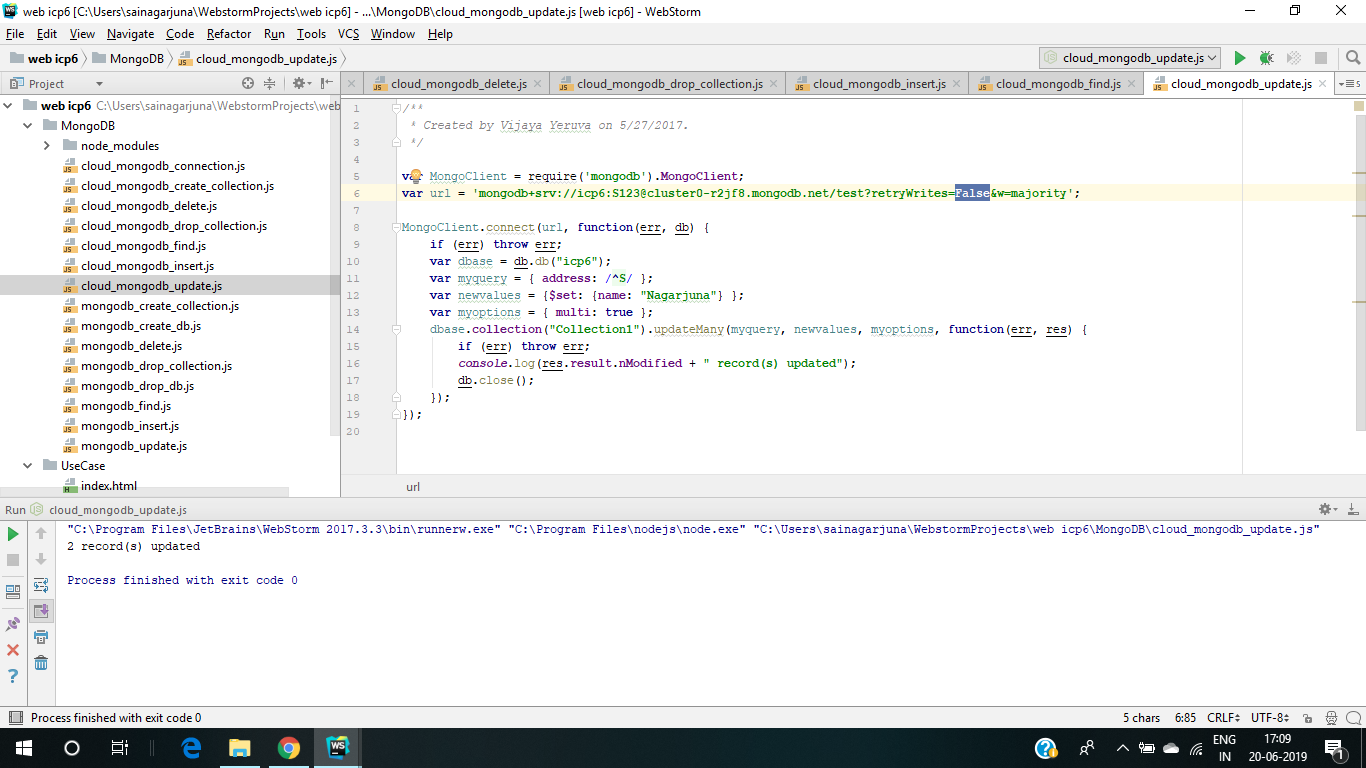 web icp6 [C:\Users\sainagarjuna\WebstormProjects\web icp6] - ...\MongoDB\cloud_mongodb_update.js [web icp6] - WebStorm
File Edit View Navigate Code Refactor Run Tools VCS Window Help
web icp6 MongoDB cloud_mongodb_update.js cloud_mongodb_update.js
Project cloud_mongodb_delete.js cloud_mongodb_drop_collection.js cloud_mongodb_insert.js cloud_mongodb_find.js cloud_mongodb_update.js
web icp6 C:\Users\sainagarjuna\WebstormProjects\web
MongoDB
node_modules
cloud_mongodb_connection.js
cloud_mongodb_create_collection.js
cloud_mongodb_delete.js
cloud_mongodb_drop_collection.js
cloud_mongodb_find.js
cloud_mongodb_insert.js
cloud_mongodb_update.js
mongodb_create_collection.js
mongodb_create_db.js
mongodb_delete.js
mongodb_drop_collection.js
mongodb_drop_db.js
mongodb_find.js
mongodb_insert.js
mongodb_update.js
UseCase
index.html
1 /**
2 * Created by Vijaya Yeruva on 5/27/2017.
3 */
4
5 var MongoClient = require('mongodb').MongoClient;
6 var url = 'mongodb+srv://icp6:S123@cluster0-r2jf8.mongodb.net/test?retryWrites=False&w=majority';
7
8 MongoClient.connect(url, function(err, db) {
9 if (err) throw err;
10 var dbase = db.db("icp6");
11 var myquery = { address: /^S/ };
12 var newvalues = {$set: {name: "Nagarjuna"} };
13 var myoptions = { multi: true };
14 dbase.collection("Collection1").updateMany(myquery, newvalues, myoptions, function(err, res) {
15 if (err) throw err;
16 console.log(res.result.nModified + " record(s) updated");
17 db.close();
18 });
19 });
20
url
Run cloud_mongodb_update.js
"C:\Program Files\JetBrains\WebStorm 2017.3.3\bin\runnerw.exe" "C:\Program Files\nodejs\node.exe" "C:\Users\sainagarjuna\WebstormProjects\web icp6\MongoDB\cloud_mongodb_update.js"
2 record(s) updated
Process finished with exit code 0
Process finished with exit code 0 5 chars 6:85 CRLF UTF-8
ENG 17:09
IN 20-06-2019
1